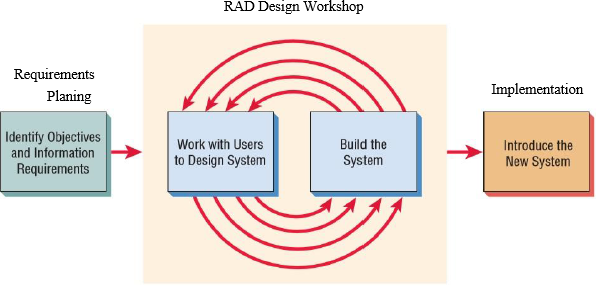 RAD Design Workshop
Requirements
Planing
Identify Objectives
and Information
Requirements
Work with Users
to Design System
Build the
System
Implementation
Introduce the
New System